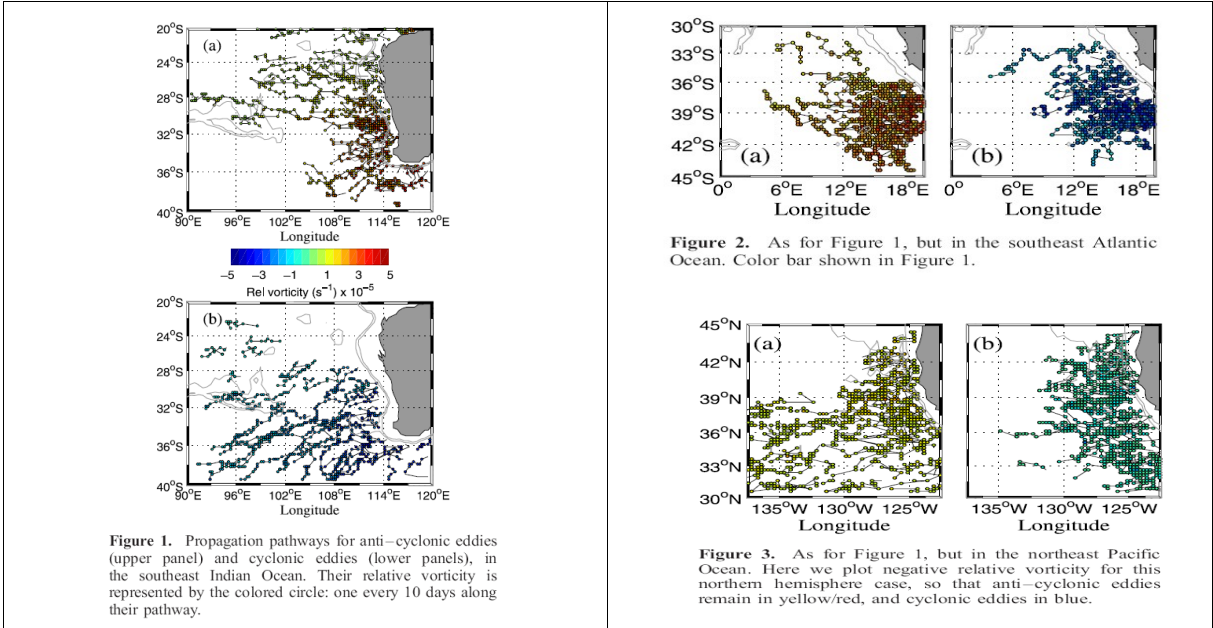 20°S
(a)
24°S
28°S
32°S
36°S
40°S
90°E 96°E 102°E 108°E 114°E 120°E
Longitude
−5 −3 −1 1 3 5
Rel vorticity (s⁻¹) x 10⁻⁵
20°S
(b)
24°S
28°S
32°S
36°S
40°S
90°E 96°E 102°E 108°E 114°E 120°E
Longitude
Figure 1. Propagation pathways for anti–cyclonic eddies
(upper panel) and cyclonic eddies (lower panels), in
the southeast Indian Ocean. Their relative vorticity is
represented by the colored circle: one every 10 days along
their pathway.
30°S
33°S
36°S
39°S
42°S
45°S
(a) (b)
0° 6°E 12°E 18°E 0° 6°E 12°E 18°E
Longitude Longitude
Figure 2. As for Figure 1, but in the southeast Atlantic
Ocean. Color bar shown in Figure 1.
45°N
(a) (b)
42°N
39°N
36°N
33°N
30°N
135°W 130°W 125°W 135°W 130°W 125°W
Longitude Longitude
Figure 3. As for Figure 1, but in the northeast Pacific
Ocean. Here we plot negative relative vorticity for this
northern hemisphere case, so that anti–cyclonic eddies
remain in yellow/red, and cyclonic eddies in blue.